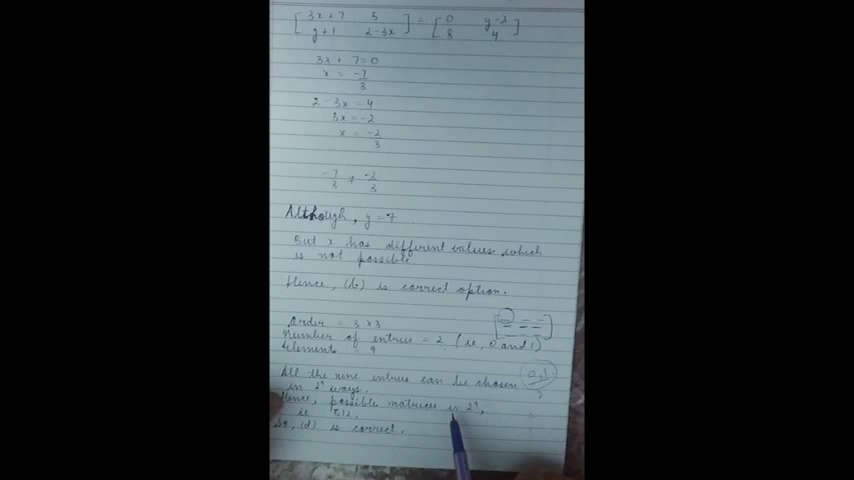 [3x+7 5 y+1 2-3x] = [0 y-2 8 4]
3x + 7 = 0
x = -7/3
2 - 3x = 4
3x = -2
x = -2/3
-7/3 ≠ -2/3
Although, y = 7
But x has different values which
is not possible.
Hence, (b) is correct option.
Order = 3 x 3
Number of entries = 2 (ie, 0 and 1)
Elements = 9
All the nine entries can be chosen
in 2⁹ ways.
Hence, possible matrices is 2⁹,
ie 512.
So, (d) is correct.
0,1
2